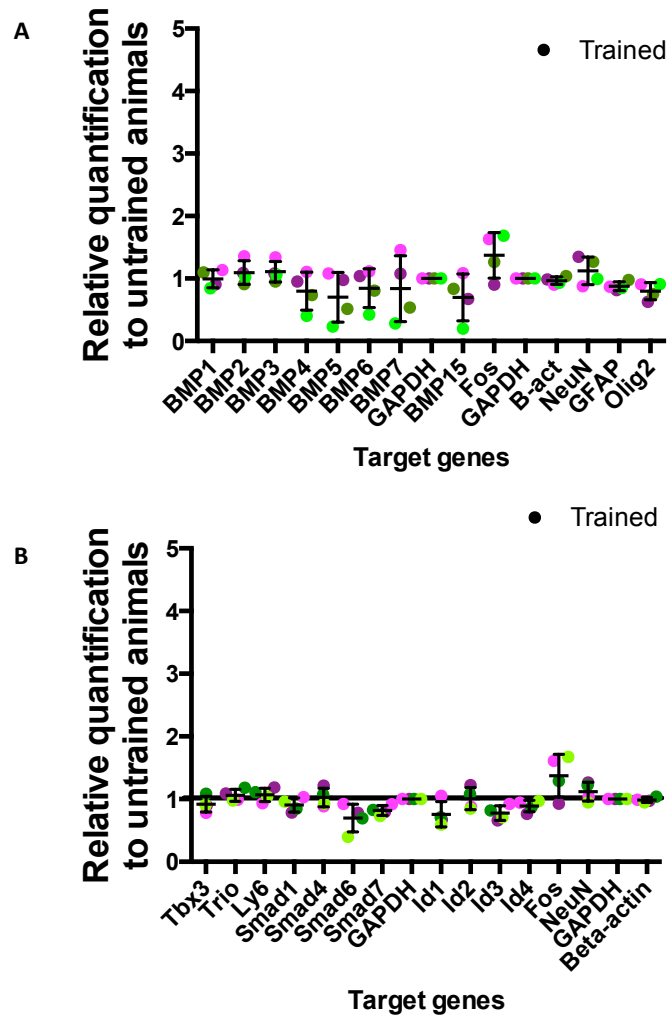 A
Relative quantification
to untrained animals
5
4
3
2
1
0
Trained
BMP1
BMP2
BMP3
BMP4
BMP5
BMP6
BMP7
GAPDH
BMP15
Fos
GAPDH
B-act
NeuN
GFAP
Olig2
Target genes
B
Relative quantification
to untrained animals
5
4
3
2
1
0
Trained
Tbx3
Trio
Ly6
Smad1
Smad4
Smad6
Smad7
GAPDH
Id1
Id2
Id3
Id4
Fos
NeuN
GAPDH
Beta-actin
Target genes